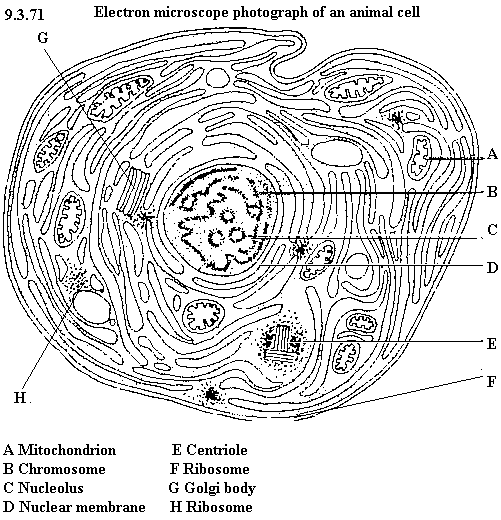 9.3.71 Electron microscope photograph of an animal cell
G
A
B
C
D
E
F
H.
A Mitochondrion E Centriole
B Chromosome F Ribosome
C Nucleolus G Golgi body
D Nuclear membrane H Ribosome